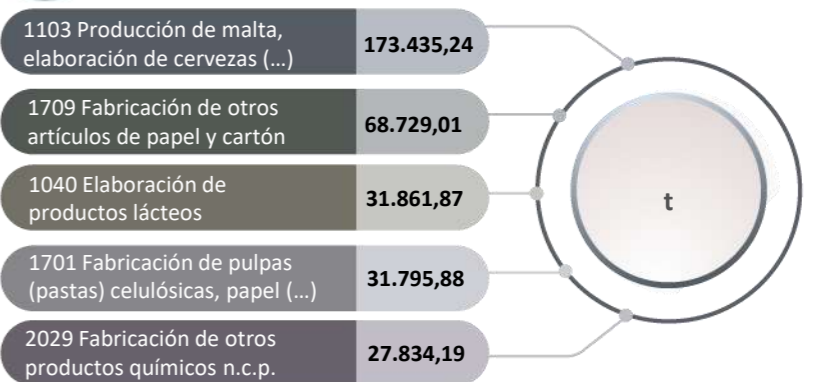 1103 Producción de malta,
elaboración de cervezas (...)
173.435,24
1709 Fabricación de otros
artículos de papel y cartón
68.729,01
1040 Elaboración de
productos lácteos
31.861,87
t
1701 Fabricación de pulpas
(pastas) celulósicas, papel (...)
31.795,88
2029 Fabricación de otros
productos químicos n.c.p.
27.834,19